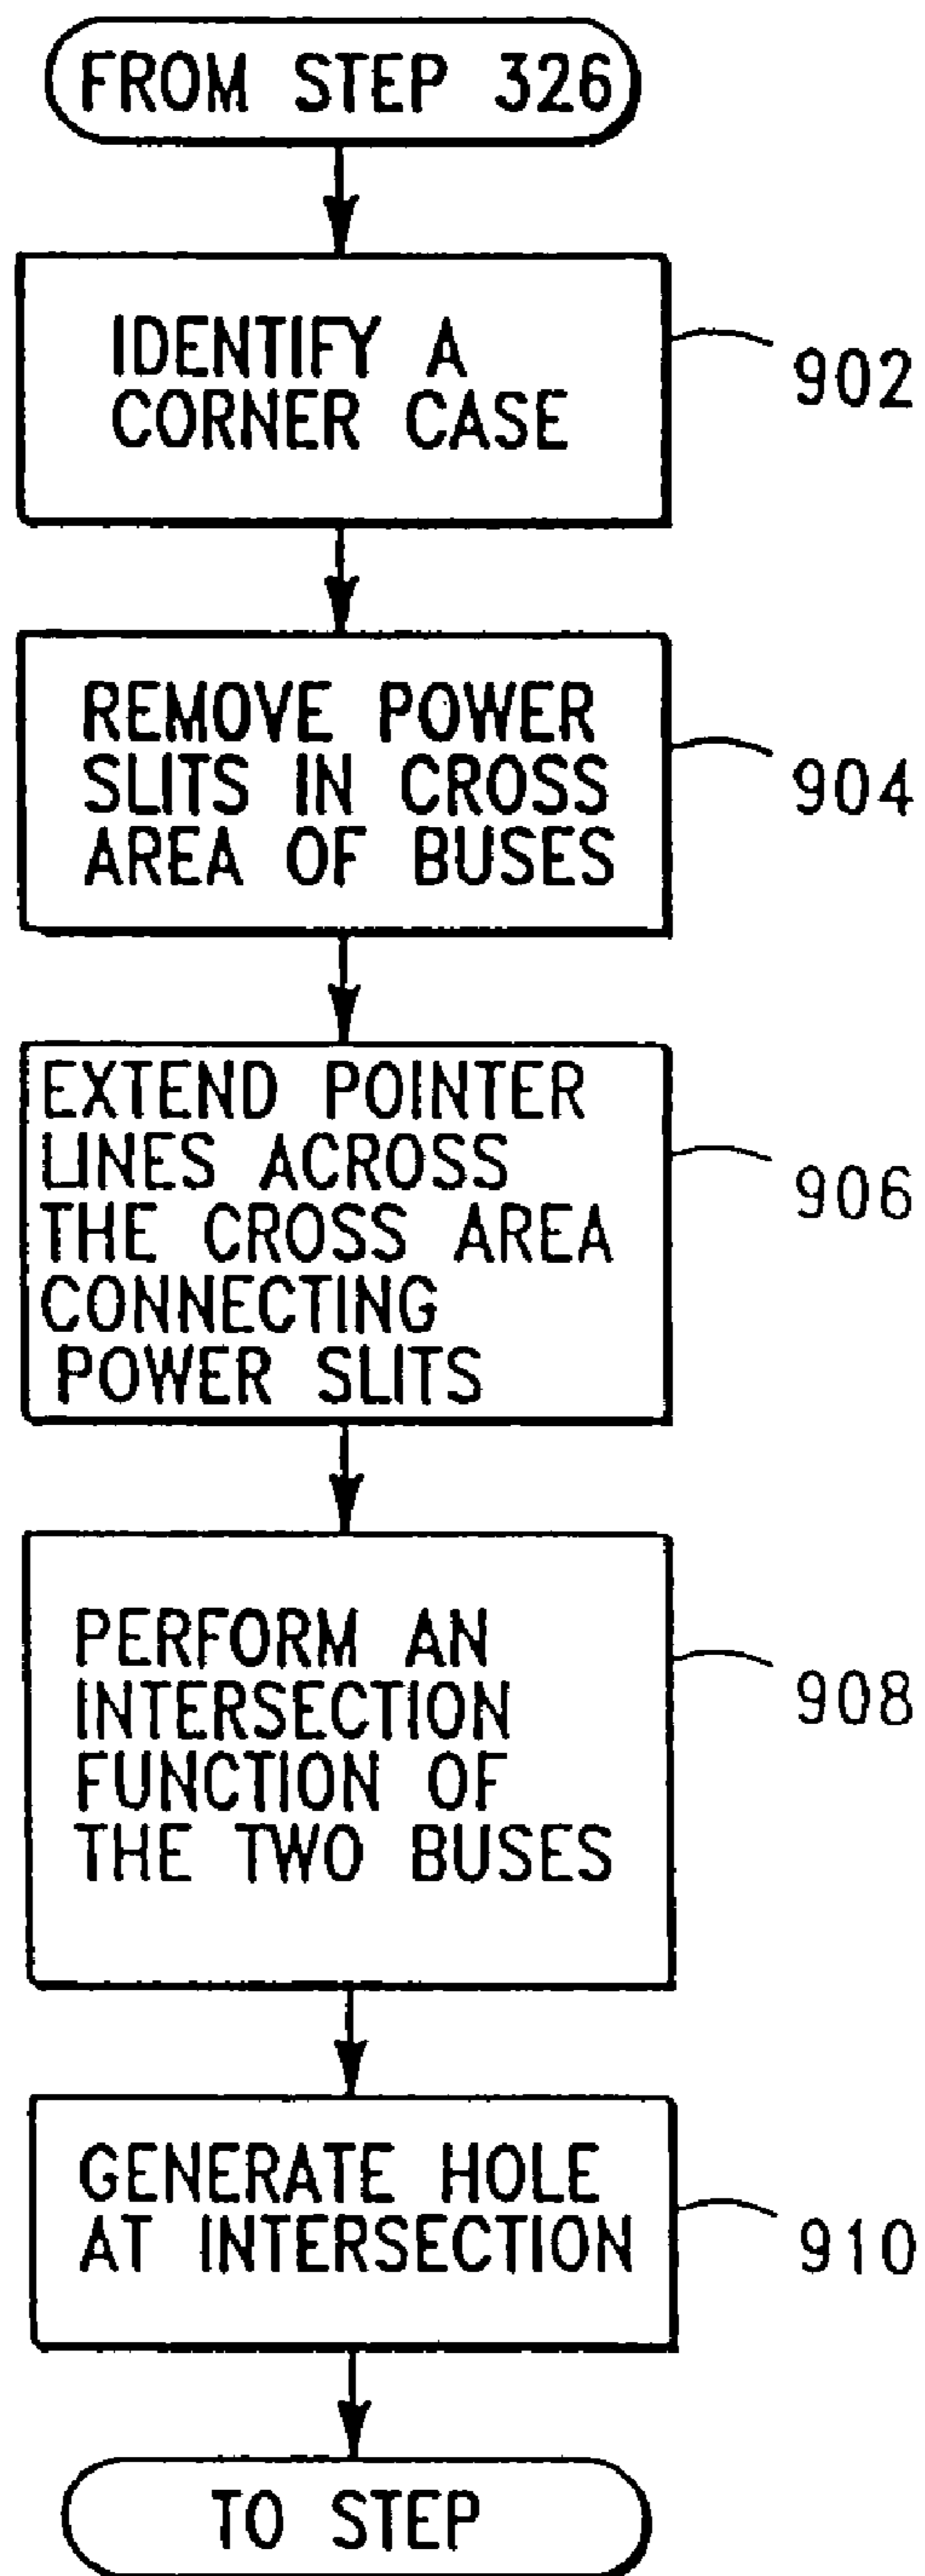 FROM STEP 326
IDENTIFY A
CORNER CASE
902
REMOVE POWER
SLITS IN CROSS
AREA OF BUSES
904
EXTEND POINTER
LINES ACROSS
THE CROSS AREA
CONNECTING
POWER SLITS
906
PERFORM AN
INTERSECTION
FUNCTION OF
THE TWO BUSES
908
GENERATE HOLE
AT INTERSECTION
910
TO STEP